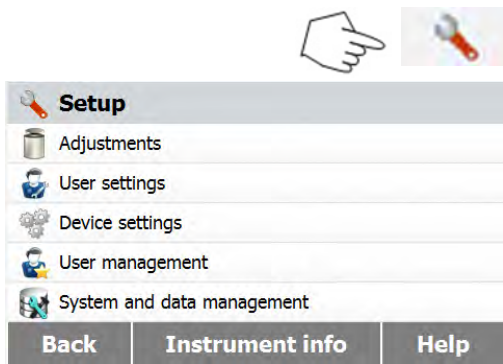 Setup
Adjustments
User settings
Device settings
User management
System and data management
Back Instrument info Help